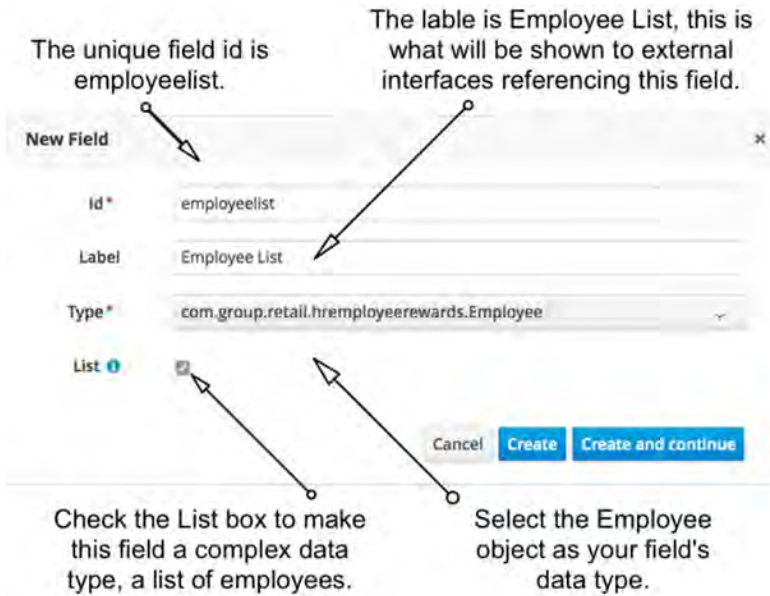 The unique field id is
employeelist.
The lable is Employee List, this is
what will be shown to external
interfaces referencing this field.
New Field
×
Id*
employeelist
Label
Employee List
Type*
com.group.retail.hremployeerewards.Employee
List
Cancel
Create
Create and continue
Check the List box to make
this field a complex data
type, a list of employees.
Select the Employee
object as your field's
data type.